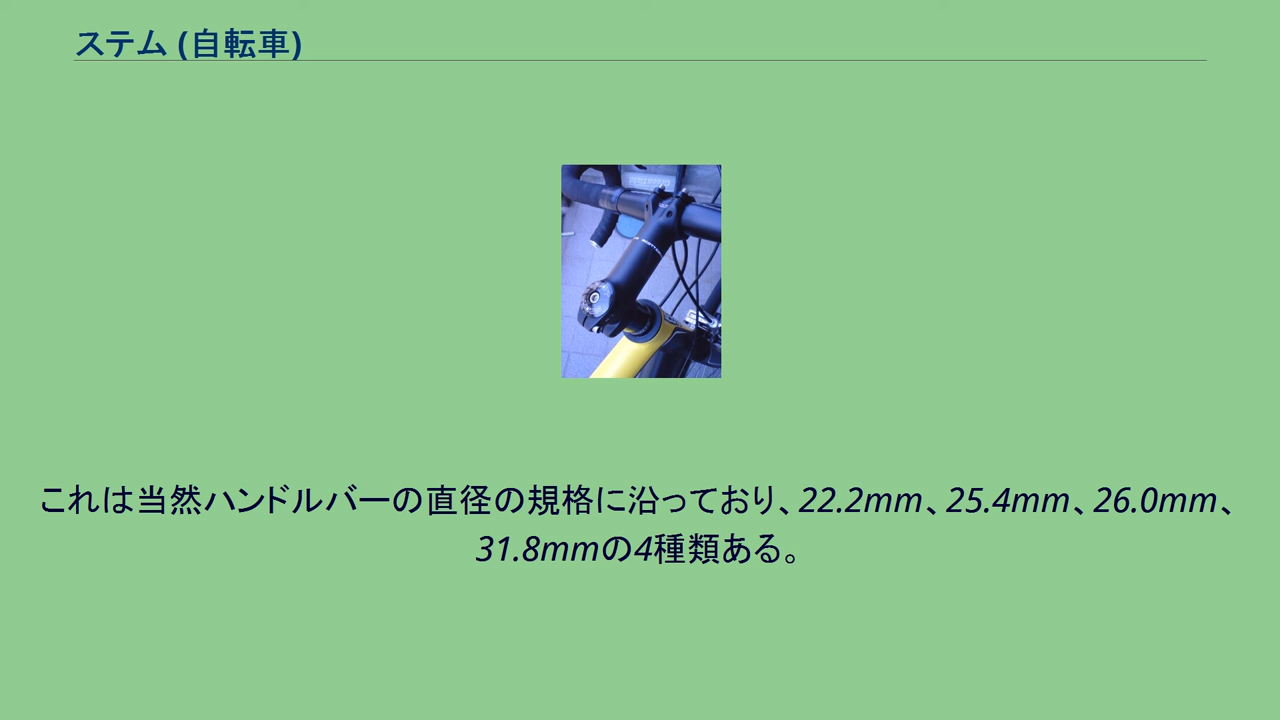 ステム (自転車)
これは当然ハンドルバーの直径の規格に沿っており、22.2mm、25.4mm、26.0mm、
31.8mmの4種類ある。